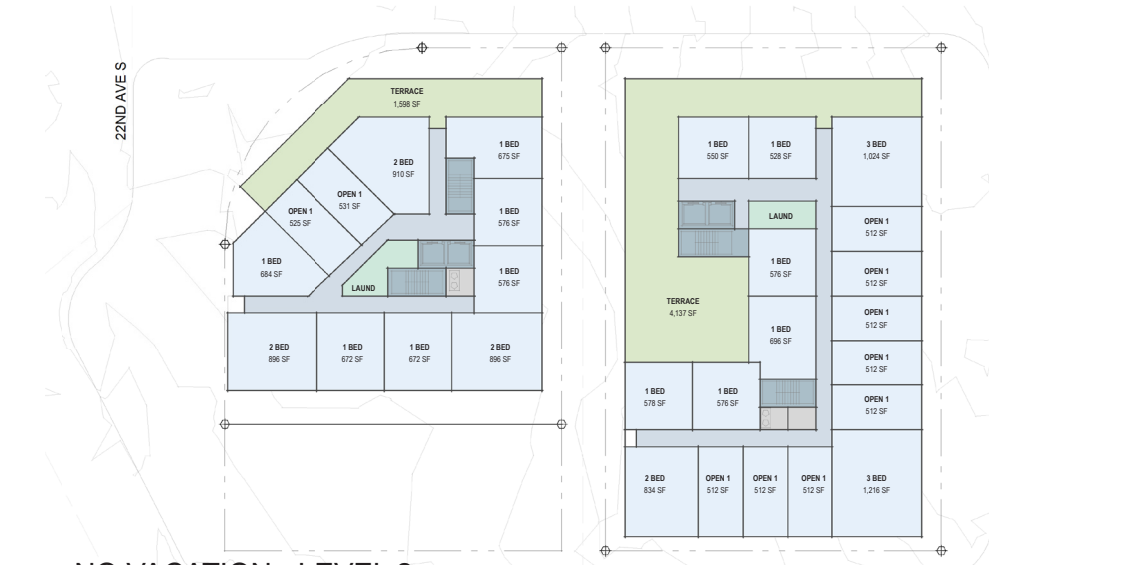 22ND AVE S
TERRACE
1,598 SF
2 BED
910 SF
1 BED
675 SF
OPEN 1
531 SF
OPEN 1
525 SF
1 BED
576 SF
1 BED
684 SF
1 BED
576 SF
LAUND
2 BED
896 SF
1 BED
672 SF
1 BED
672 SF
2 BED
896 SF
1 BED
550 SF
1 BED
528 SF
3 BED
1,024 SF
LAUND
OPEN 1
512 SF
1 BED
576 SF
OPEN 1
512 SF
TERRACE
4,137 SF
OPEN 1
512 SF
1 BED
696 SF
OPEN 1
512 SF
1 BED
578 SF
1 BED
576 SF
OPEN 1
512 SF
2 BED
834 SF
OPEN 1
512 SF
OPEN 1
512 SF
OPEN 1
512 SF
3 BED
1,216 SF
NO VACATION - LEVEL